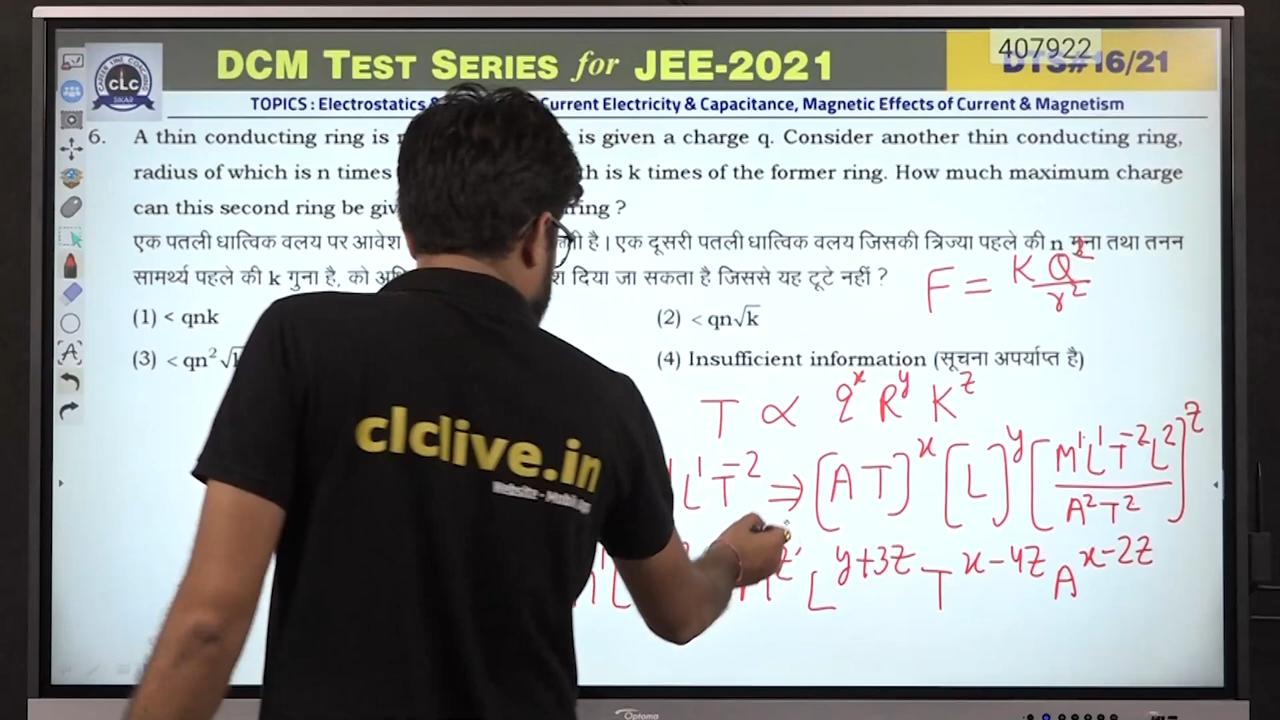 407922
DCM TEST SERIES for JEE-2021
DTS#16/21
CLC
SIKAR
TOPICS : Electrostatics & Current Electricity & Capacitance, Magnetic Effects of Current & Magnetism
6. A thin conducting ring is is given a charge q. Consider another thin conducting ring,
radius of which is n times is k times of the former ring. How much maximum charge
can this second ring be ring ?
एक पतली धात्विक वलय पर आवेश है। एक दूसरी पतली धात्विक वलय जिसकी त्रिज्या पहले की n गुना तथा तनन
सामर्थ्य पहले की k गुना है, को दिया जा सकता है जिससे यह टूटे नहीं ?
F = K Q² / r²
(1) < qnk
(2) < qn√k
(3) < qn²√
(4) Insufficient information (सूचना अपर्याप्त है)
T ∝ q^x R^y K^z
L¹ T⁻² ⇒ [A T]^x [L]^y [M¹L¹T⁻²L² / A²T²]^z
L^y+3z T^x-4z A^x-2z
clclive.in
Optoma